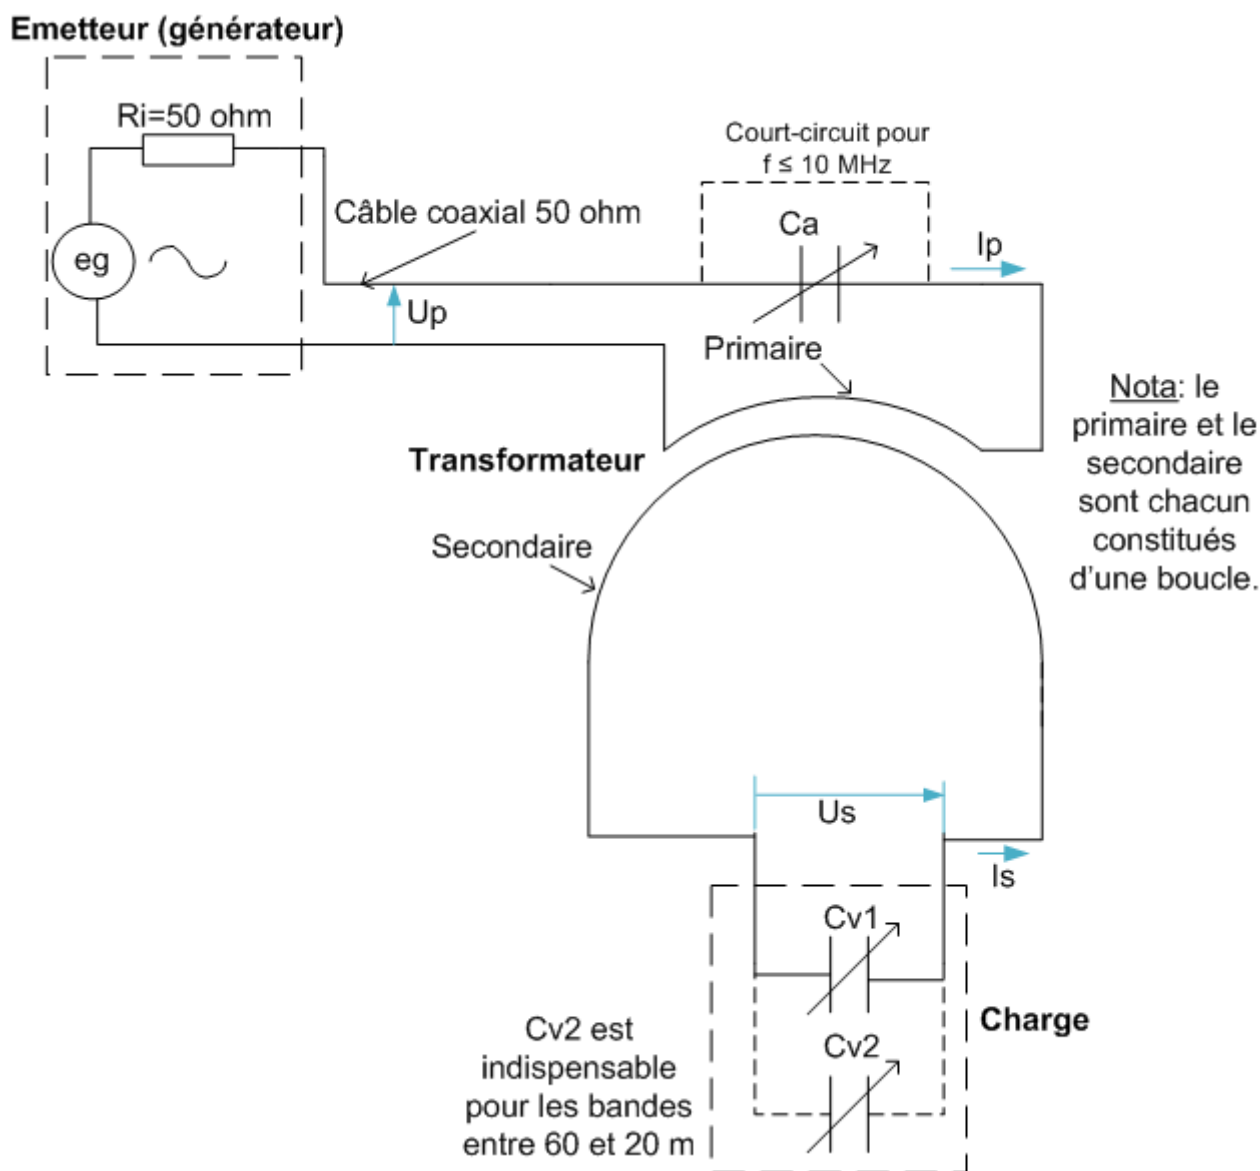 Emetteur (générateur)
Ri=50 ohm
eg
Câble coaxial 50 ohm
Up
Court-circuit pour
f ≤ 10 MHz
Ca
Ip
Primaire
Transformateur
Secondaire
Nota: le
primaire et le
secondaire
sont chacun
constitués
d'une boucle.
Us
Is
Cv1
Charge
Cv2
Cv2 est
indispensable
pour les bandes
entre 60 et 20 m